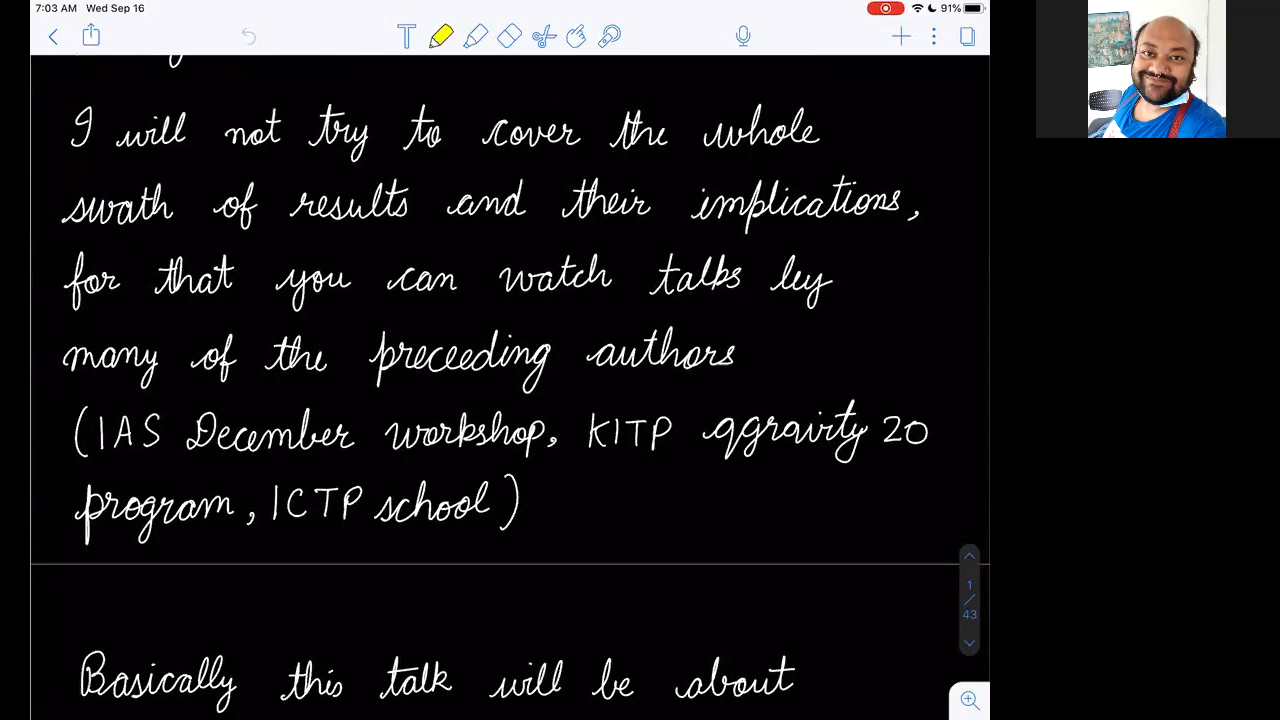 7:03 AM Wed Sep 16
91%
T
I will not try to cover the whole
swath of results and their implications,
for that you can watch talks by
many of the preceeding authors
(IAS December workshop, KITP qgravity 20
program, ICTP school)
1
/
43
Basically this talk will be about